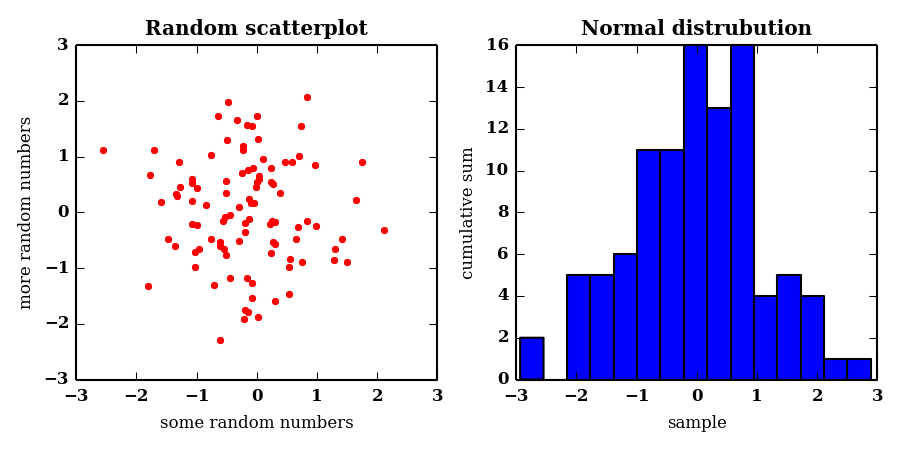 Random scatterplot
3
2
1
0
−1
−2
−3
−3 −2 −1 0 1 2 3
some random numbers
more random numbers
Normal distrubution
16
14
12
10
8
6
4
2
0
−3 −2 −1 0 1 2 3
sample
cumulative sum